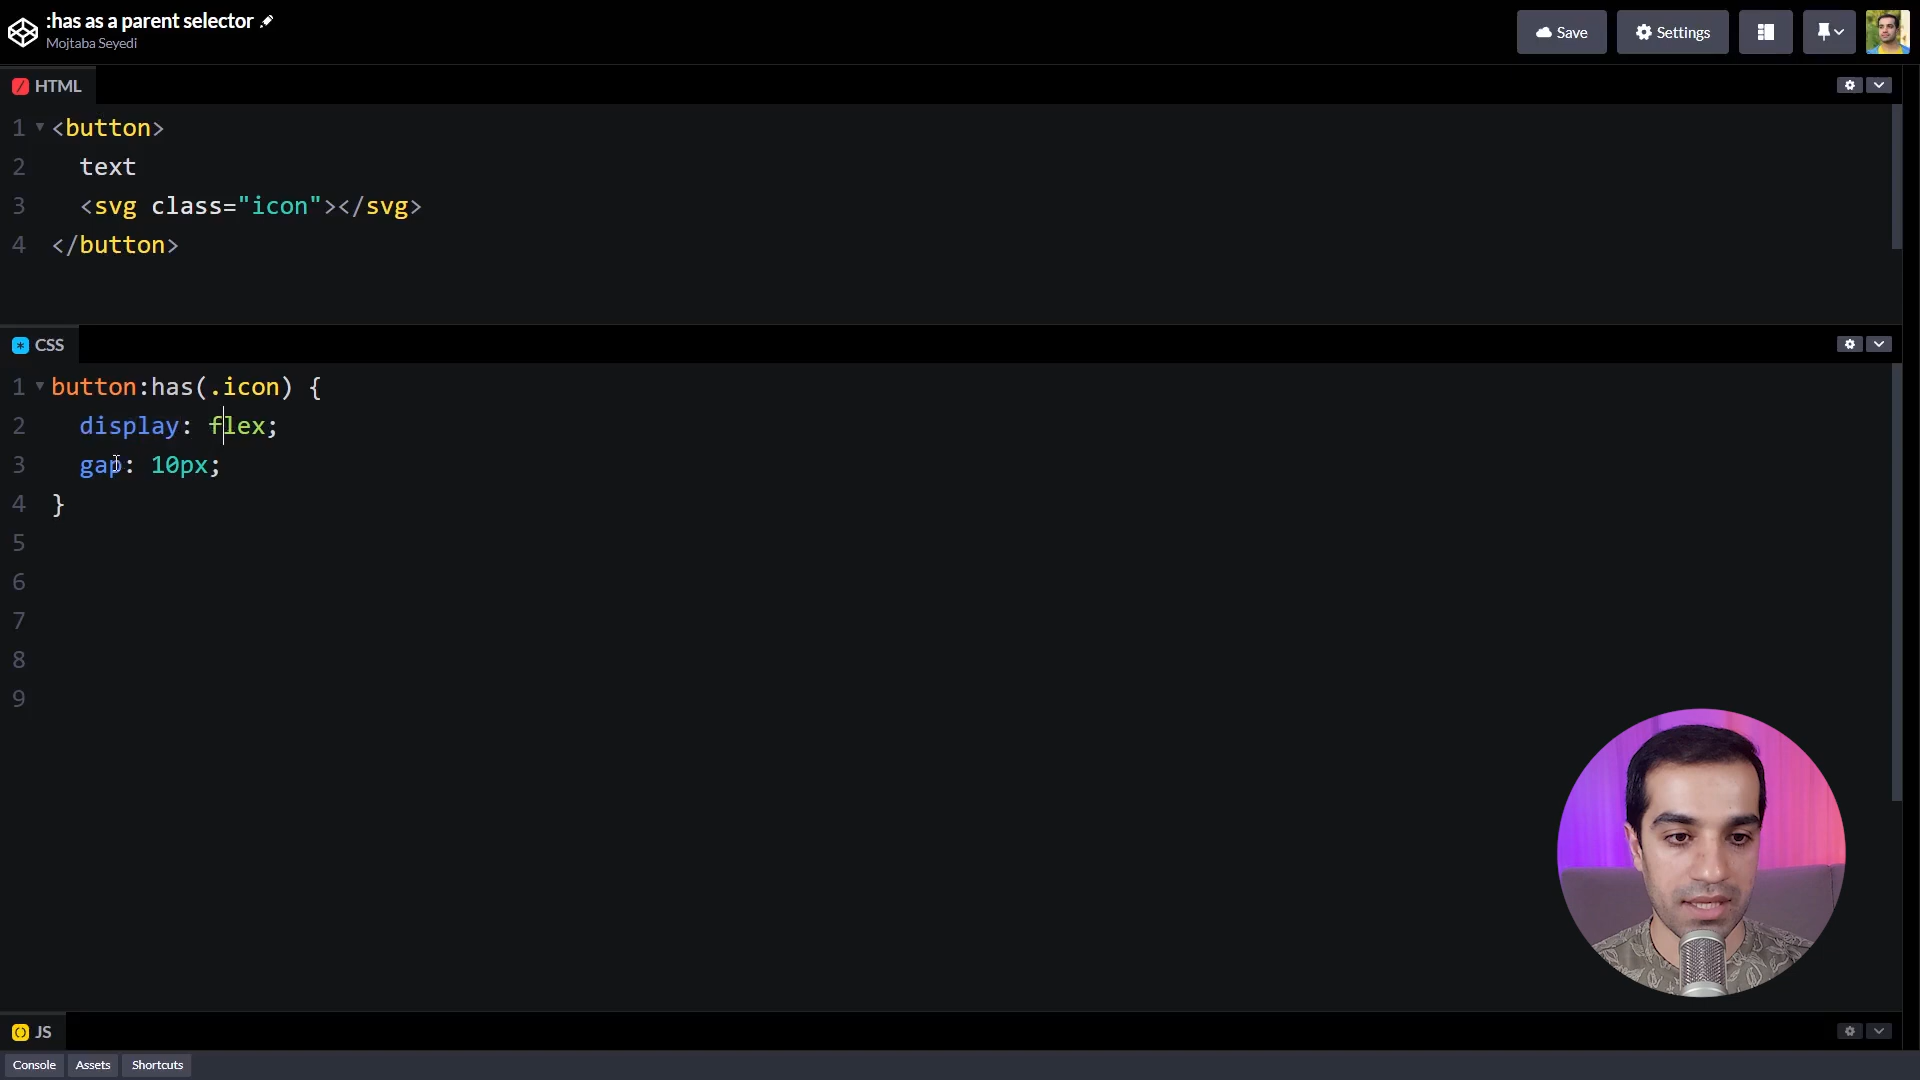 :has as a parent selector
Mojtaba Seyedi
Save
Settings
HTML
1 <button>
2 text
3 <svg class="icon"></svg>
4 </button>
CSS
1 button:has(.icon) {
2 display: flex;
3 gap: 10px;
4 }
5
6
7
8
9
JS
Console Assets Shortcuts